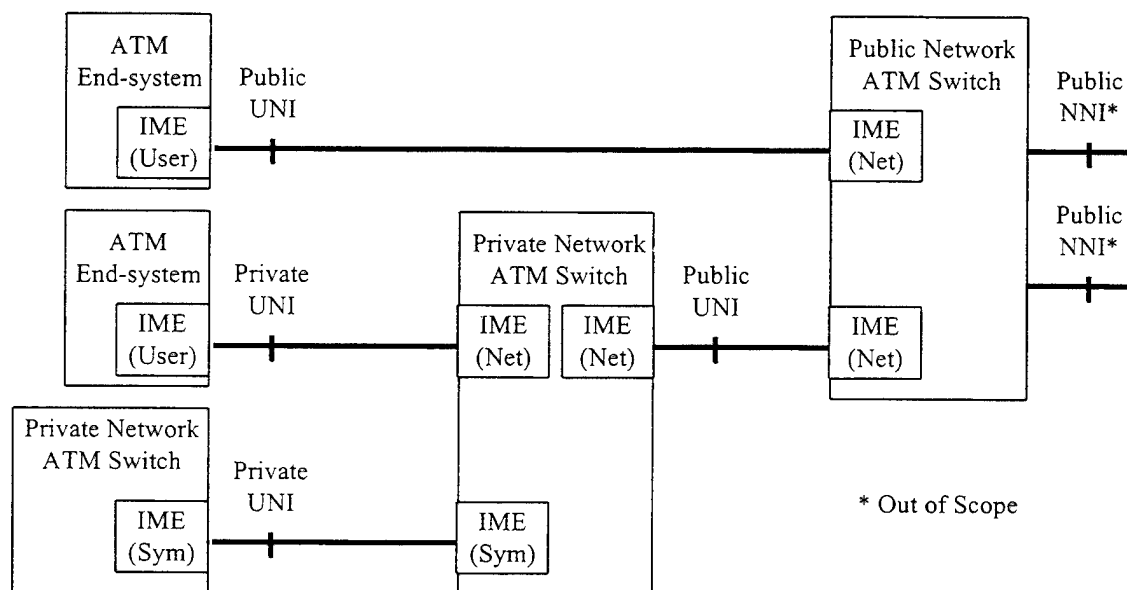 ATM
End-system
IME
(User)
Public
UNI
Public Network
ATM Switch
IME
(Net)
Public
NNI*
Public
NNI*
ATM
End-system
IME
(User)
Private
UNI
Private Network
ATM Switch
IME
(Net)
IME
(Net)
Public
UNI
IME
(Net)
Private Network
ATM Switch
IME
(Sym)
Private
UNI
IME
(Sym)
* Out of Scope